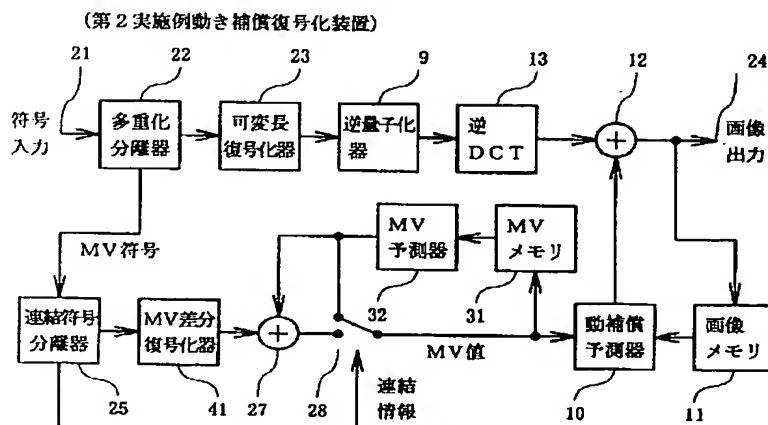 (第2実施例動き補償復号化装置)
21
22
23
9
13
12
24
符号
入力
多重化
分離器
可変長
復号化器
逆量子化
器
逆
DCT
画像
出力
MV符号
MV
予測器
MV
メモリ
32
31
連結符号
分離器
MV差分
復号化器
MV値
動補償
予測器
画像
メモリ
25
41
27
28
連結
情報
10
11